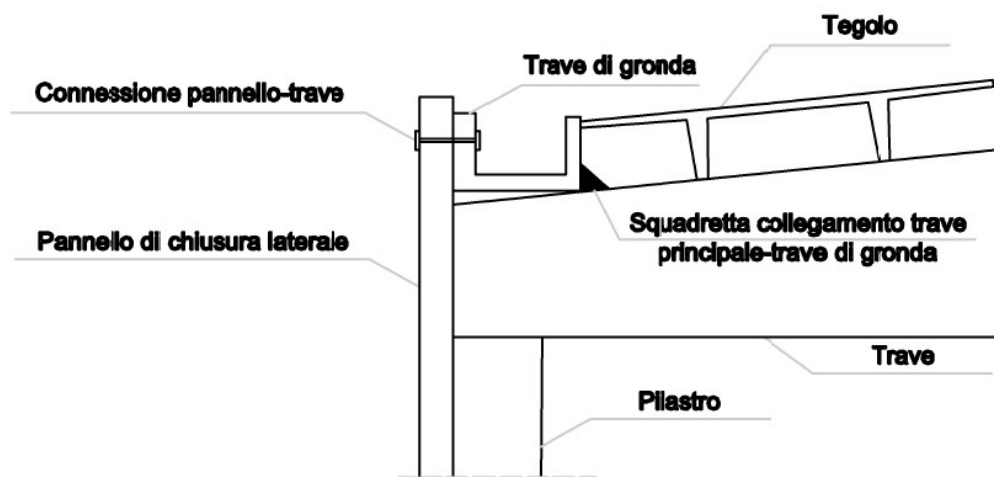 Tegolo
Trave di gronda
Connessione pannello-trave
Squadretta collegamento trave
principale-trave di gronda
Pannello di chiusura laterale
Trave
Pilastro